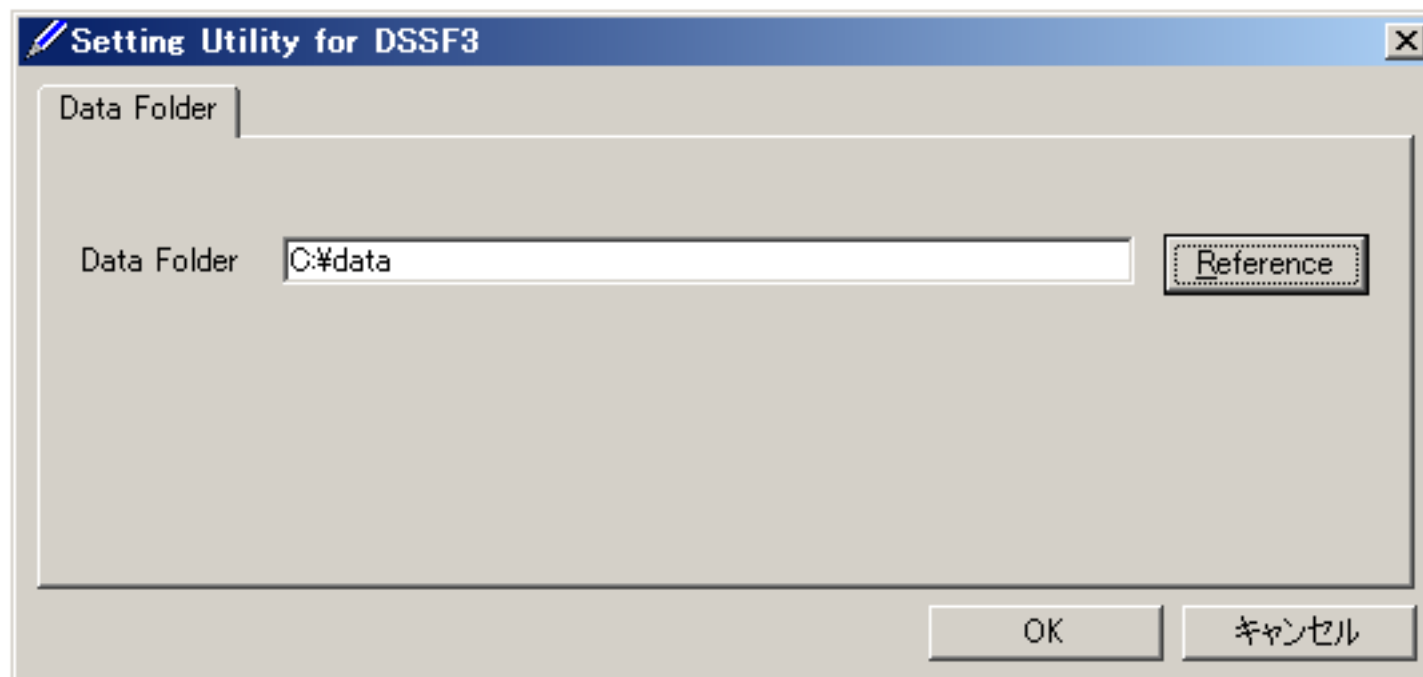 Setting Utility for DSSF3
Data Folder
Data Folder C:¥data Reference
OK キャンセル